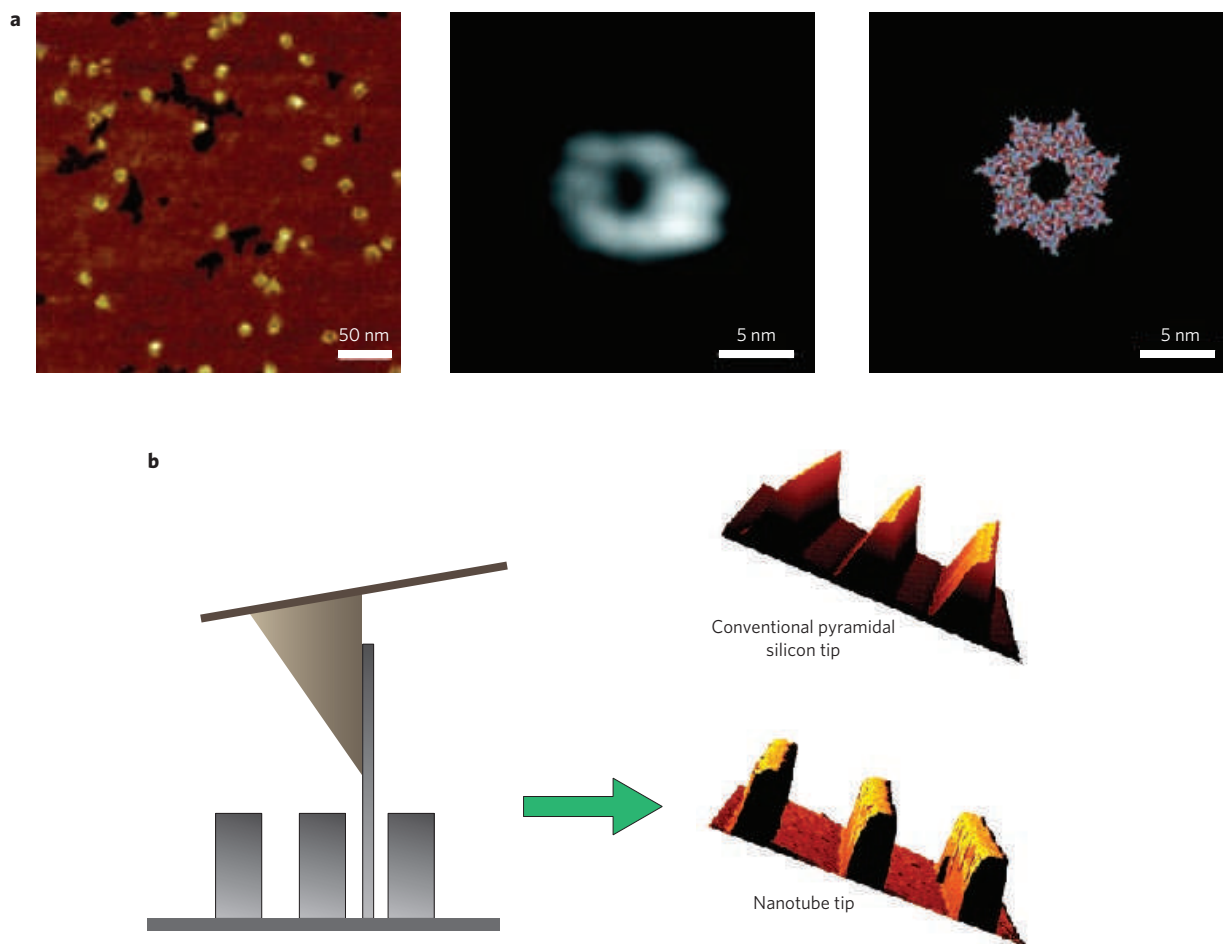 a
50 nm
5 nm
5 nm
b
Conventional pyramidal
silicon tip
Nanotube tip